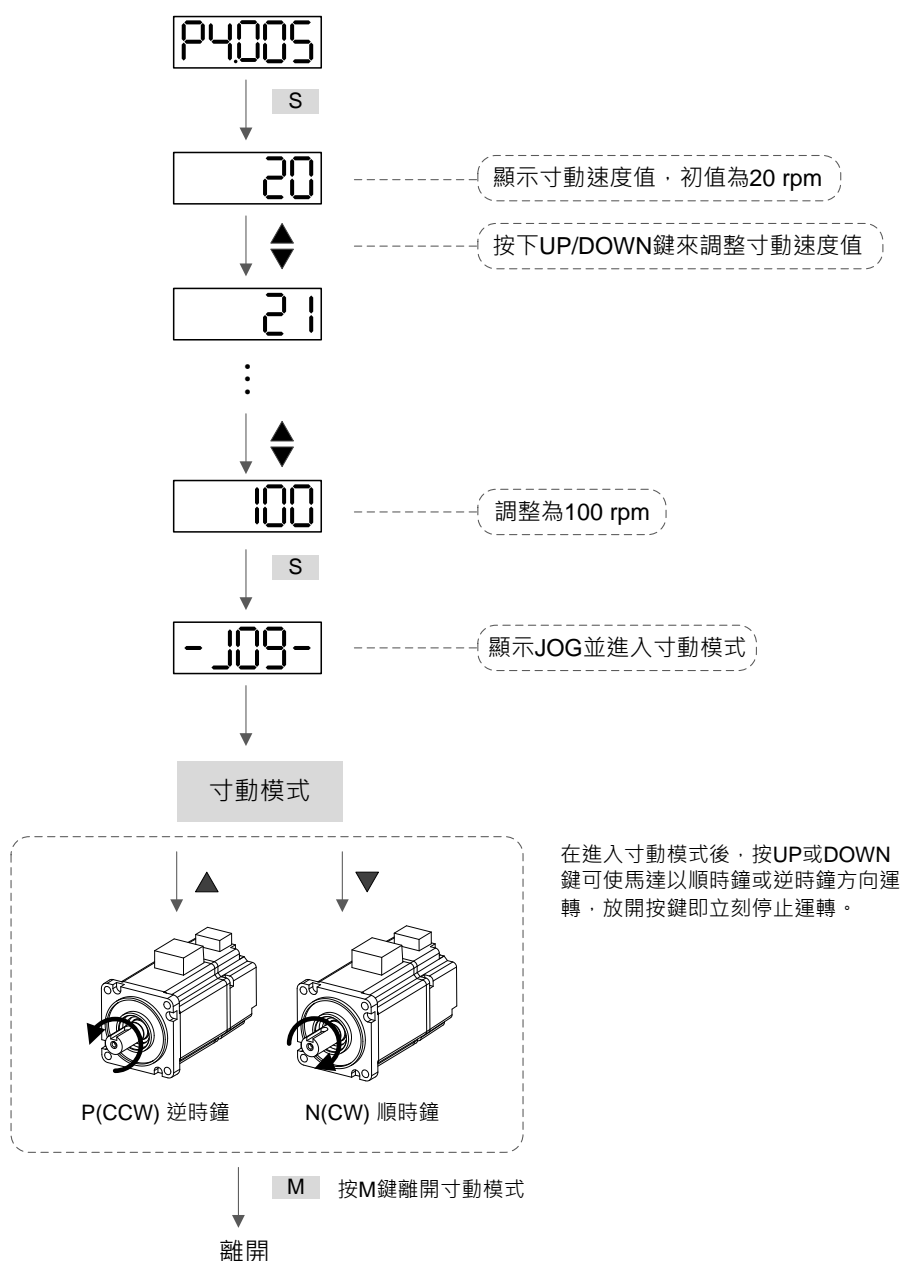 P4.005
S
20
顯示寸動速度值，初值為20 rpm
按下UP/DOWN鍵來調整寸動速度值
21
⋮
100
調整為100 rpm
S
-JOG-
顯示JOG並進入寸動模式
寸動模式
在進入寸動模式後，按UP或DOWN
鍵可使馬達以順時鐘或逆時鐘方向運
轉，放開按鍵即立刻停止運轉。
P(CCW) 逆時鐘
N(CW) 順時鐘
M 按M鍵離開寸動模式
離開